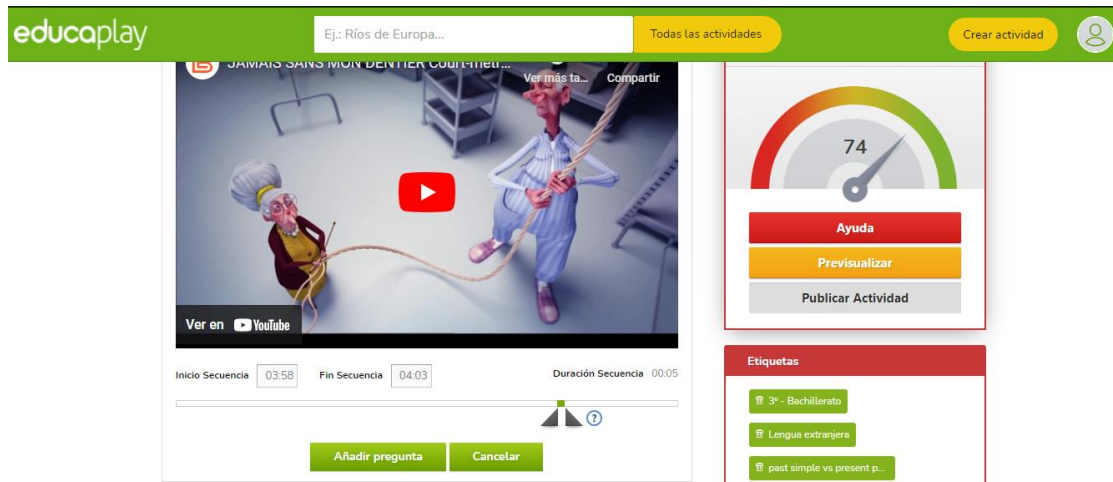 educaplay
Ej.: Ríos de Europa...
Todas las actividades
Crear actividad
JAMAIS SANS MON DENTIER Court-métr...
Ver más ta...
Compartir
Ver en YouTube
Inicio Secuencia 03:58 Fin Secuencia 04:03 Duración Secuencia 00:05
?
Añadir pregunta
Cancelar
74
Ayuda
Previsualizar
Publicar Actividad
Etiquetas
3º - Bachillerato
Lengua extranjera
past simple vs present p...